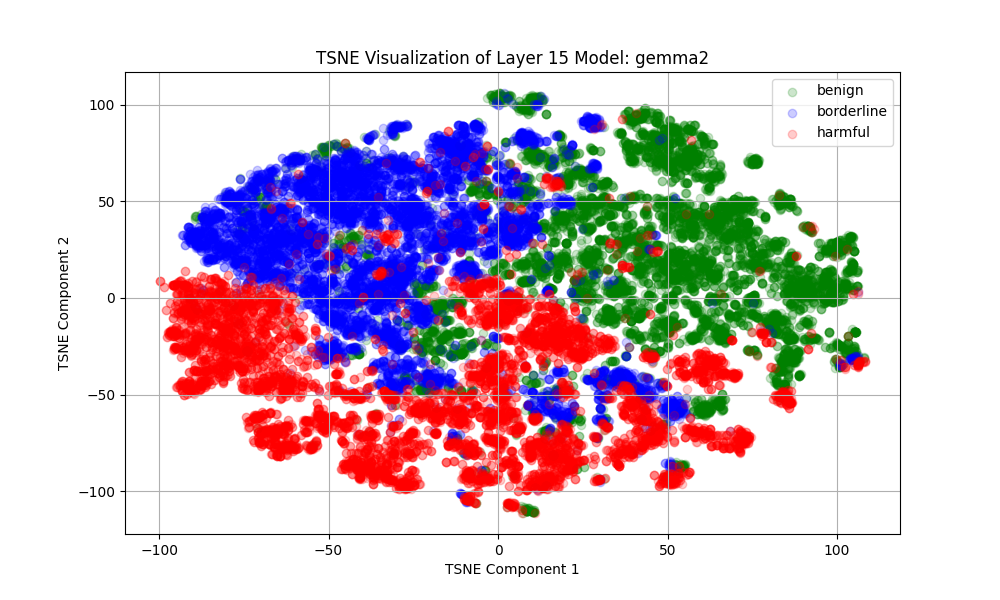 TSNE Visualization of Layer 15 Model: gemma2
benign
borderline
harmful
100
50
0
−50
−100
−100
−50
0
50
100
TSNE Component 2
TSNE Component 1